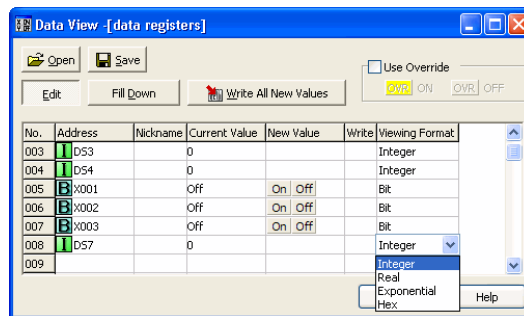 Data View -[data registers]
Open Save
Use Override
OVR ON OVR OFF
Edit Fill Down Write All New Values
No. Address Nickname Current Value New Value Write Viewing Format
003 I DS3 0 Integer
004 I DS4 0 Integer
005 B X001 Off On Off Bit
006 B X002 Off On Off Bit
007 B X003 Off On Off Bit
008 I DS7 0 Integer
009
Integer
Real
Exponential
Hex
Help